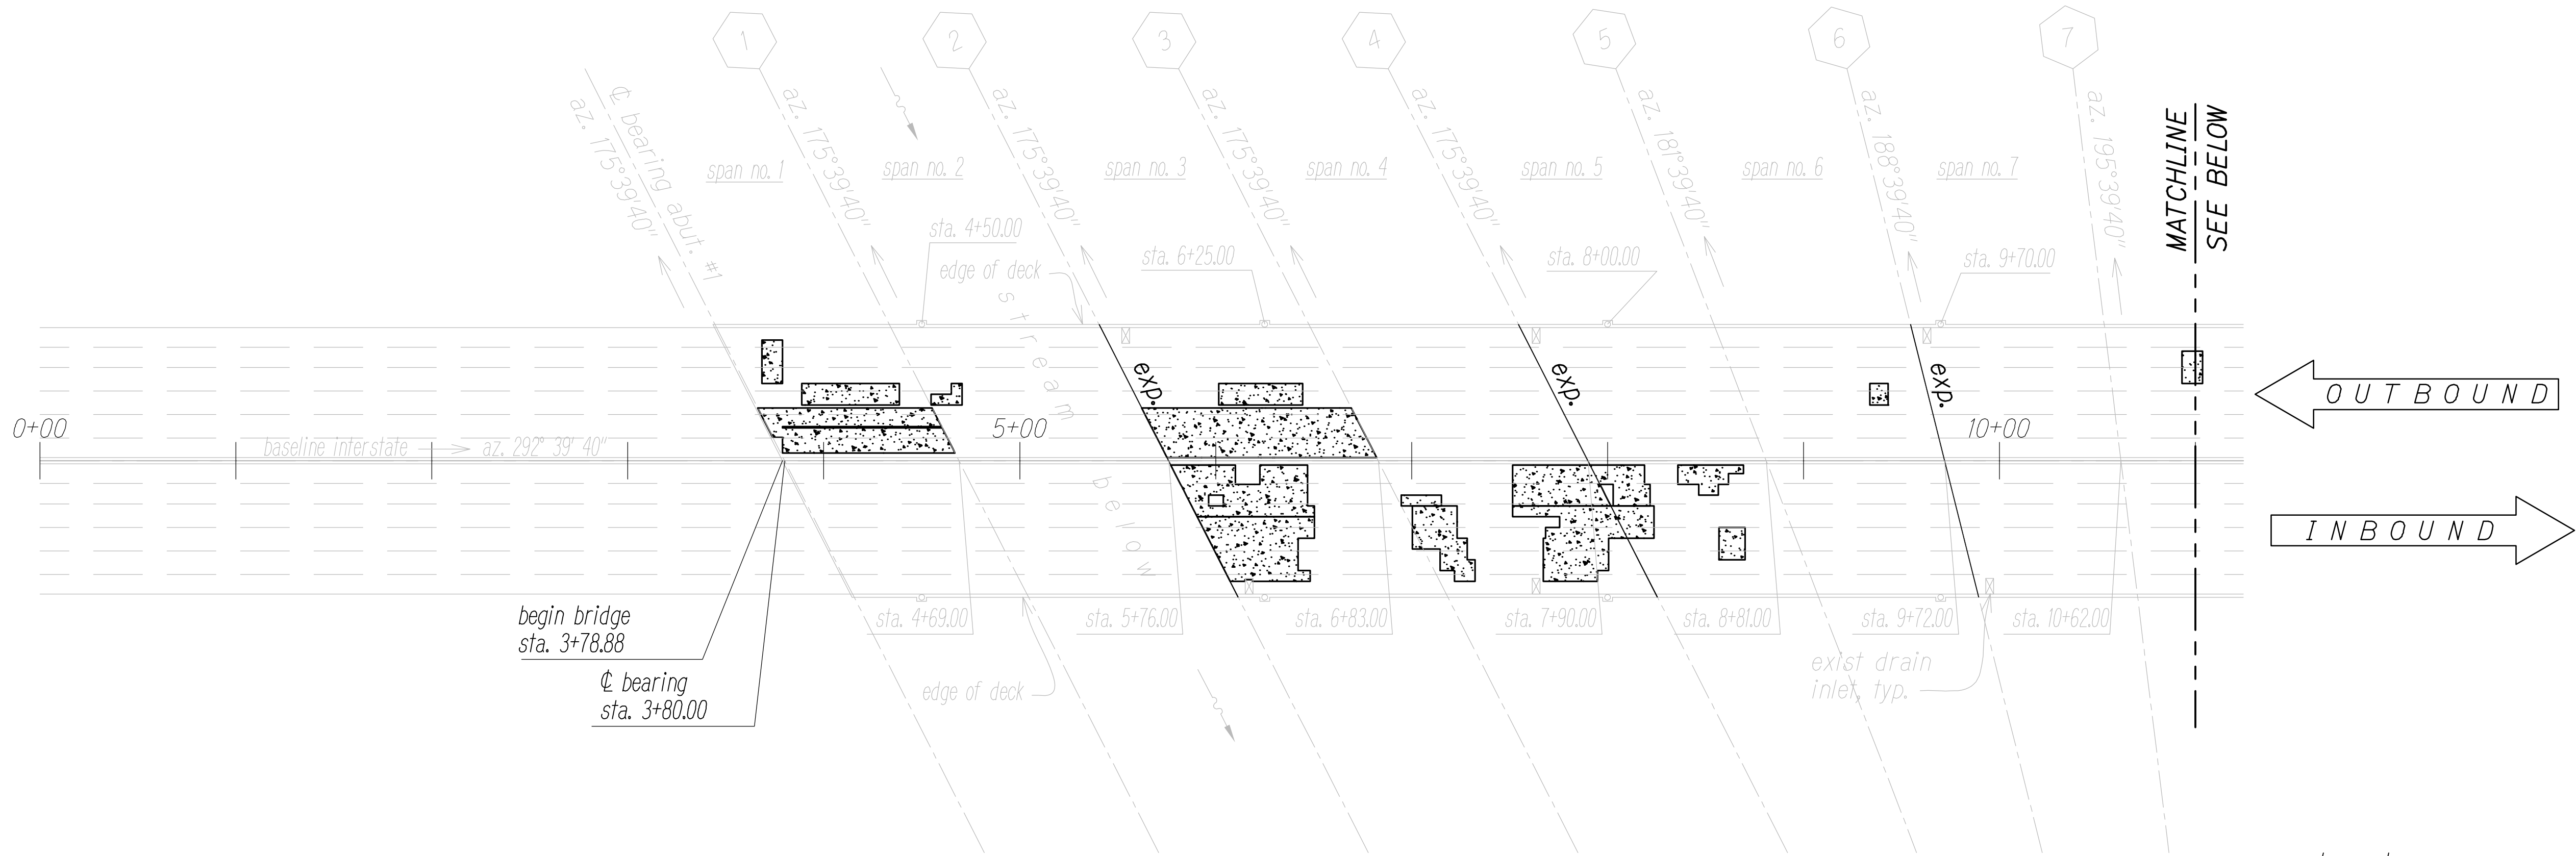 1
2
3
4
5
6
7
℄ bearing abut. #1
az. 175°39'40"
az. 175°39'40"
az. 175°39'40"
az. 175°39'40"
az. 175°39'40"
az. 181°39'40"
az. 188°39'40"
az. 195°39'40"
span no. 1
span no. 2
span no. 3
span no. 4
span no. 5
span no. 6
span no. 7
MATCHLINE
SEE BELOW
sta. 4+50.00
edge of deck
sta. 6+25.00
sta. 8+00.00
sta. 9+70.00
stream below
exp.
exp.
exp.
OUTBOUND
0+00
baseline interstate
az. 292° 39' 40"
5+00
10+00
INBOUND
begin bridge
sta. 3+78.88
℄ bearing
sta. 3+80.00
sta. 4+69.00
sta. 5+76.00
sta. 6+83.00
sta. 7+90.00
sta. 8+81.00
sta. 9+72.00
sta. 10+62.00
edge of deck
exist drain
inlet, typ.